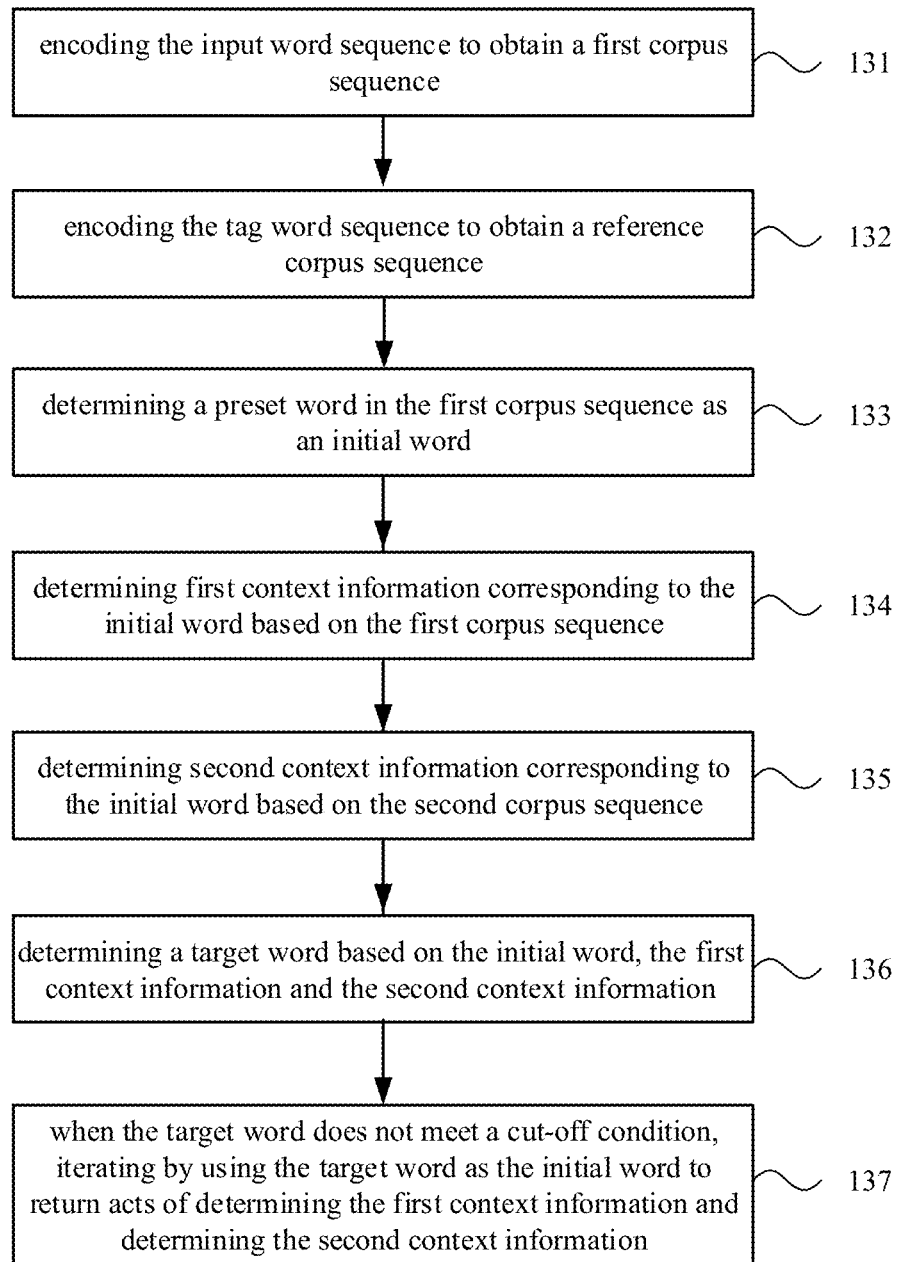 encoding the input word sequence to obtain a first corpus
sequence
131
encoding the tag word sequence to obtain a reference
corpus sequence
132
determining a preset word in the first corpus sequence as
an initial word
133
determining first context information corresponding to the
initial word based on the first corpus sequence
134
determining second context information corresponding to
the initial word based on the second corpus sequence
135
determining a target word based on the initial word, the first
context information and the second context information
136
when the target word does not meet a cut-off condition,
iterating by using the target word as the initial word to
return acts of determining the first context information and
determining the second context information
137